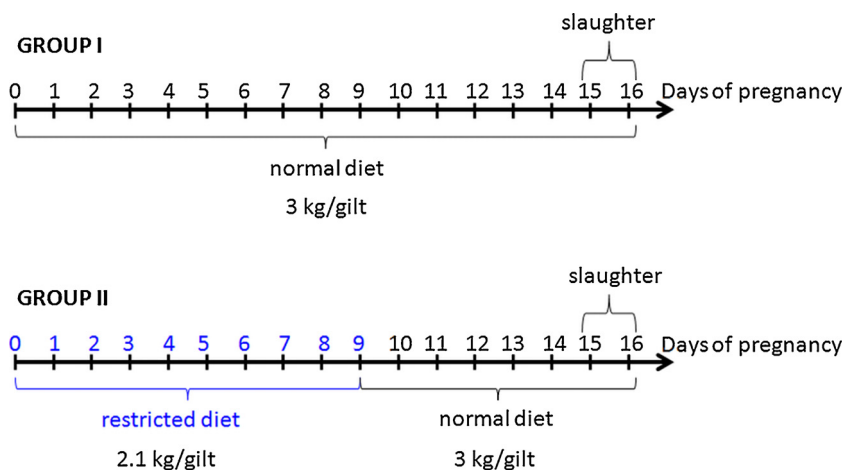 slaughter
GROUP I
0 1 2 3 4 5 6 7 8 9 10 11 12 13 14 15 16 Days of pregnancy
normal diet
3 kg/gilt
slaughter
GROUP II
0 1 2 3 4 5 6 7 8 9 10 11 12 13 14 15 16 Days of pregnancy
restricted diet normal diet
2.1 kg/gilt 3 kg/gilt